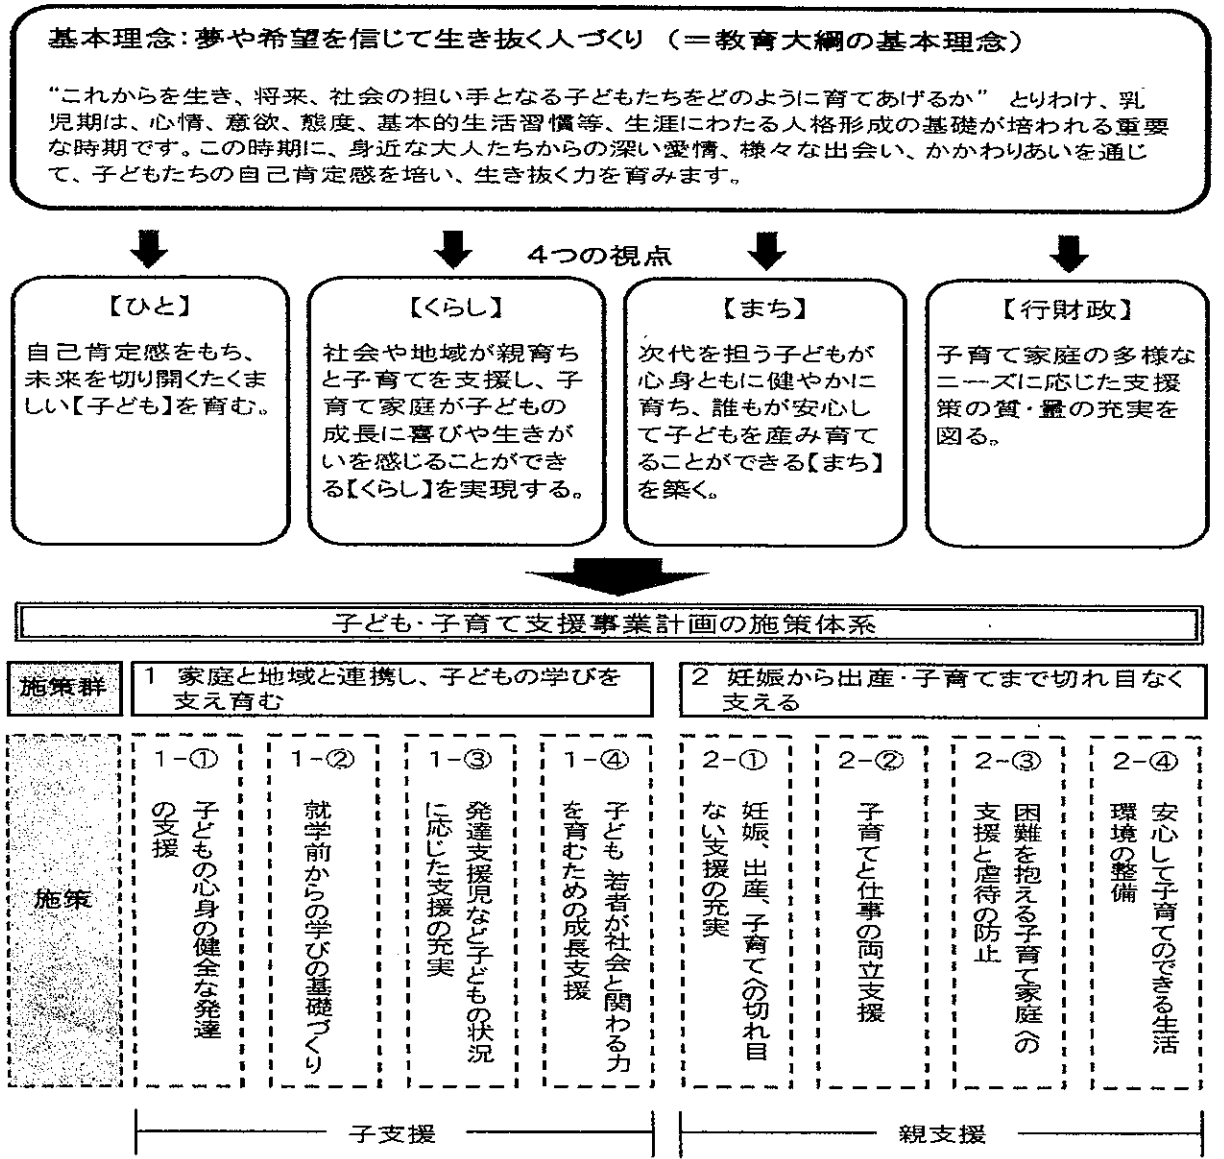 基本理念：夢や希望を信じて生き抜く人づくり（＝教育大綱の基本理念）
“これからを生き、将来、社会の担い手となる子どもたちをどのように育てあげるか” とりわけ、乳
児期は、心情、意欲、態度、基本的生活習慣等、生涯にわたる人格形成の基礎が培われる重要
な時期です。この時期に、身近な大人たちからの深い愛情、様々な出会い、かかわりあいを通じ
て、子どもたちの自己肯定感を培い、生き抜く力を育みます。
4つの視点
【ひと】
自己肯定感をもち、
未来を切り開くたくま
しい【子ども】を育む。
【くらし】
社会や地域が親育ち
と子育てを支援し、子
育て家庭が子どもの
成長に喜びや生きが
いを感じることができ
る【くらし】を実現する。
【まち】
次代を担う子どもが
心身ともに健やかに
育ち、誰もが安心し
て子どもを産み育て
ることができる【まち】
を築く。
【行財政】
子育て家庭の多様な
ニーズに応じた支援
策の質・量の充実を
図る。
子ども・子育て支援事業計画の施策体系
施策群
1 家庭と地域と連携し、子どもの学びを
支え育む
2 妊娠から出産・子育てまで切れ目なく
支える
施策
1-①
子どもの心身の健全な発達
の支援
1-②
就学前からの学びの基礎づくり
1-③
発達支援児など子どもの状況
に応じた支援の充実
1-④
子ども 若者が社会と関わる力
を育むための成長支援
2-①
妊娠、出産、子育てへの切れ目
ない支援の充実
2-②
子育てと仕事の両立支援
2-③
困難を抱える子育て家庭への
支援と虐待の防止
2-④
安心して子育てのできる生活
環境の整備
子支援
親支援